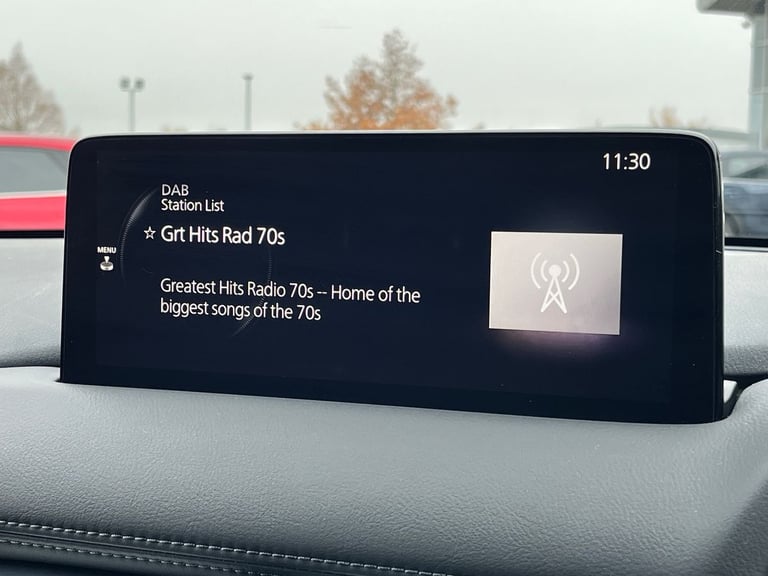 11:30
DAB
Station List
☆ Grt Hits Rad 70s
MENU
Greatest Hits Radio 70s -- Home of the
biggest songs of the 70s